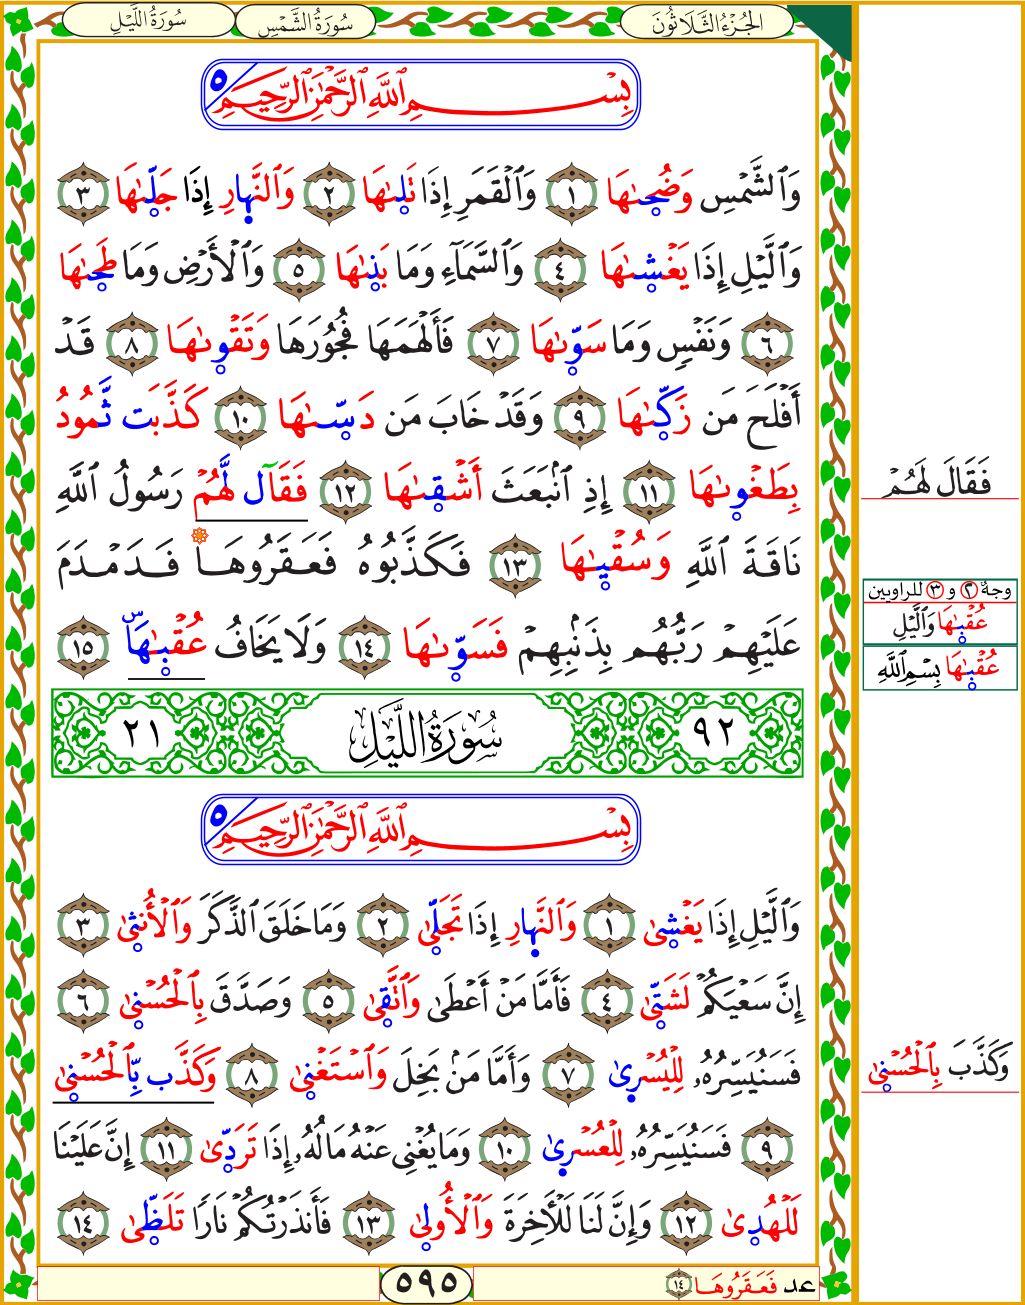 الجُزْءُ الثَّلَاثُونَ سُورَةُ الشَّمْسِ سُورَةُ اللَّيْلِ
بِسْمِ ٱللَّهِ ٱلرَّحْمَٰنِ ٱلرَّحِيمِ ٥
وَٱلشَّمْسِ وَضُحَىٰهَا ١ وَٱلْقَمَرِ إِذَا تَلَىٰهَا ٢ وَٱلنَّهَارِ إِذَا جَلَّىٰهَا ٣
وَٱلَّيْلِ إِذَا يَغْشَىٰهَا ٤ وَٱلسَّمَآءِ وَمَا بَنَىٰهَا ٥ وَٱلْأَرْضِ وَمَا طَحَىٰهَا
٦ وَنَفْسٍ وَمَا سَوَّىٰهَا ٧ فَأَلْهَمَهَا فُجُورَهَا وَتَقْوَىٰهَا ٨ قَدْ
أَفْلَحَ مَن زَكَّىٰهَا ٩ وَقَدْ خَابَ مَن دَسَّىٰهَا ١٠ كَذَّبَت ثَّمُودُ
بِطَغْوَىٰهَا ١١ إِذِ ٱنۢبَعَثَ أَشْقَىٰهَا ١٢ فَقَال لَّهُمْ رَسُولُ ٱللَّهِ
نَاقَةَ ٱللَّهِ وَسُقْيَىٰهَا ١٣ فَكَذَّبُوهُ فَعَقَرُوهَا فَدَمْدَمَ
عَلَيْهِمْ رَبُّهُم بِذَنۢبِهِمْ فَسَوَّىٰهَا ١٤ وَلَا يَخَافُ عُقْبَىٰهَا س ١٥
٩٢ سُورَةُ اللَّيْلِ ٢١
بِسْمِ ٱللَّهِ ٱلرَّحْمَٰنِ ٱلرَّحِيمِ ٥
وَٱلَّيْلِ إِذَا يَغْشَىٰ ١ وَٱلنَّهَارِ إِذَا تَجَلَّىٰ ٢ وَمَا خَلَقَ ٱلذَّكَرَ وَٱلْأُنثَىٰ ٣
إِنَّ سَعْيَكُمْ لَشَتَّىٰ ٤ فَأَمَّا مَنْ أَعْطَىٰ وَٱتَّقَىٰ ٥ وَصَدَّقَ بِٱلْحُسْنَىٰ ٦
فَسَنُيَسِّرُهُۥ لِلْيُسْرَىٰ ٧ وَأَمَّا مَنۢ بَخِلَ وَٱسْتَغْنَىٰ ٨ وَكَذَّب بِّٱلْحُسْنَىٰ
٩ فَسَنُيَسِّرُهُۥ لِلْعُسْرَىٰ ١٠ وَمَا يُغْنِى عَنْهُ مَالُهُۥٓ إِذَا تَرَدَّىٰ ١١ إِنَّ عَلَيْنَا
لَلْهُدَىٰ ١٢ وَإِنَّ لَنَا لَلْأَخِرَةَ وَٱلْأُولَىٰ ١٣ فَأَنذَرْتُكُمْ نَارًا تَلَظَّىٰ ١٤
عد فَعَقَرُوهَا ١٤ ٥٩٥
فَقَالَ لَهُمْ
وجهُ ٢ و ٣ للراويين
عُقْبَىٰهَا وَٱلَّيْلِ
عُقْبَىٰهَا بِسْمِ ٱللَّهِ
وَكَذَّبَ بِٱلْحُسْنَىٰ